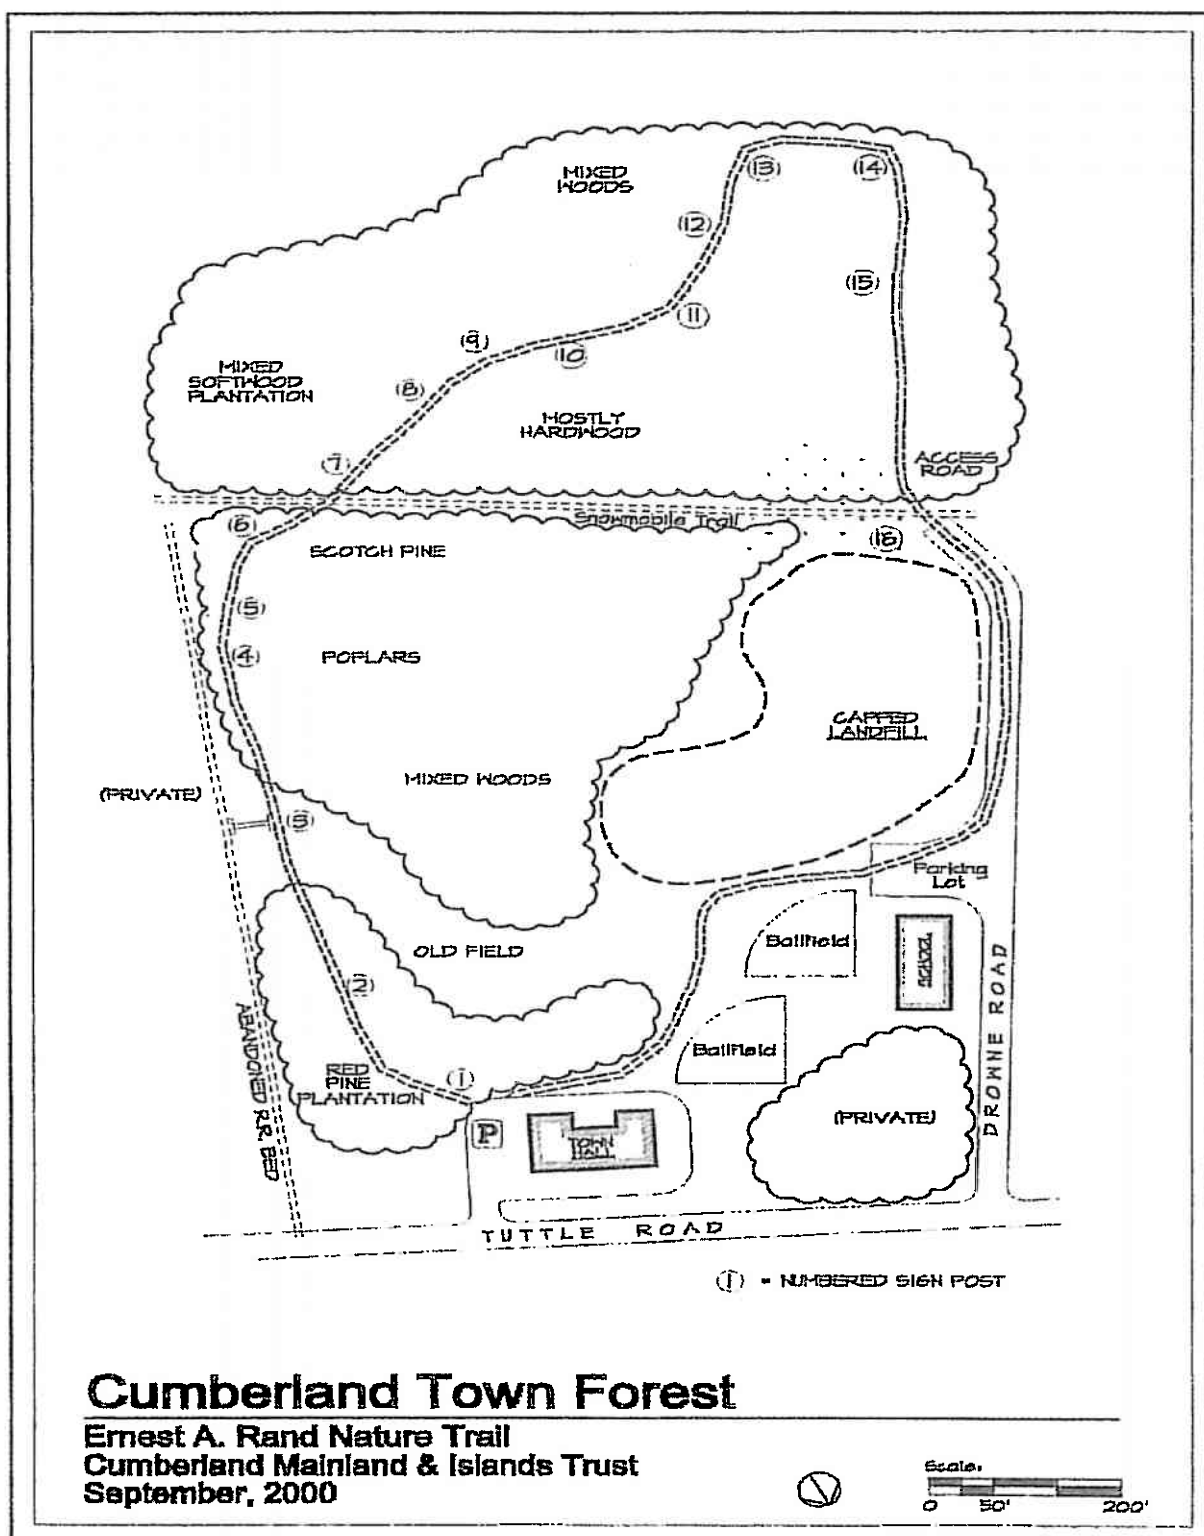 MIXED
WOODS
(13)
(14)
(12)
(15)
(11)
(9)
(10)
MIXED
SOFTWOOD
PLANTATION
(8)
MOSTLY
HARDWOOD
(7)
ACCESS
ROAD
(6)
Snowmobile Trail
(16)
SCOTCH PINE
(5)
(4)
POPLARS
CAPPED
LANDFILL
MIXED WOODS
(PRIVATE)
Parking
Lot
OLD FIELD
Ballfield
SCHOOL
(2)
ABANDONED R.R. BED
DROWNE ROAD
Ballfield
RED
PINE
PLANTATION
(1)
(PRIVATE)
P
TOWN
HALL
TUTTLE ROAD
(1) = NUMBERED SIGN POST
Cumberland Town Forest
Ernest A. Rand Nature Trail
Cumberland Mainland & Islands Trust
September, 2000
Scale:
0 50' 200'